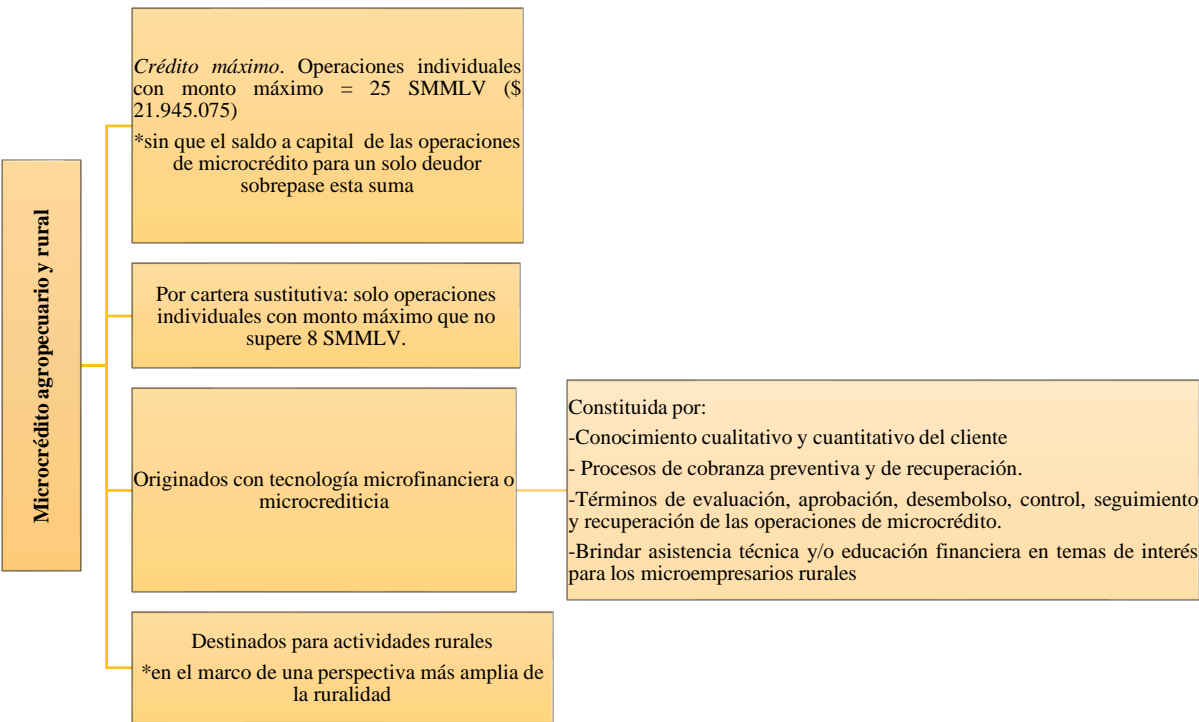 Microcrédito agropecuario y rural
Crédito máximo. Operaciones individuales
con monto máximo = 25 SMMLV ($
21.945.075)
*sin que el saldo a capital de las operaciones
de microcrédito para un solo deudor
sobrepase esta suma
Por cartera sustitutiva: solo operaciones
individuales con monto máximo que no
supere 8 SMMLV.
Originados con tecnología microfinanciera o
microcrediticia
Constituida por:
-Conocimiento cualitativo y cuantitativo del cliente
- Procesos de cobranza preventiva y de recuperación.
-Términos de evaluación, aprobación, desembolso, control, seguimiento
y recuperación de las operaciones de microcrédito.
-Brindar asistencia técnica y/o educación financiera en temas de interés
para los microempresarios rurales
Destinados para actividades rurales
*en el marco de una perspectiva más amplia de
la ruralidad